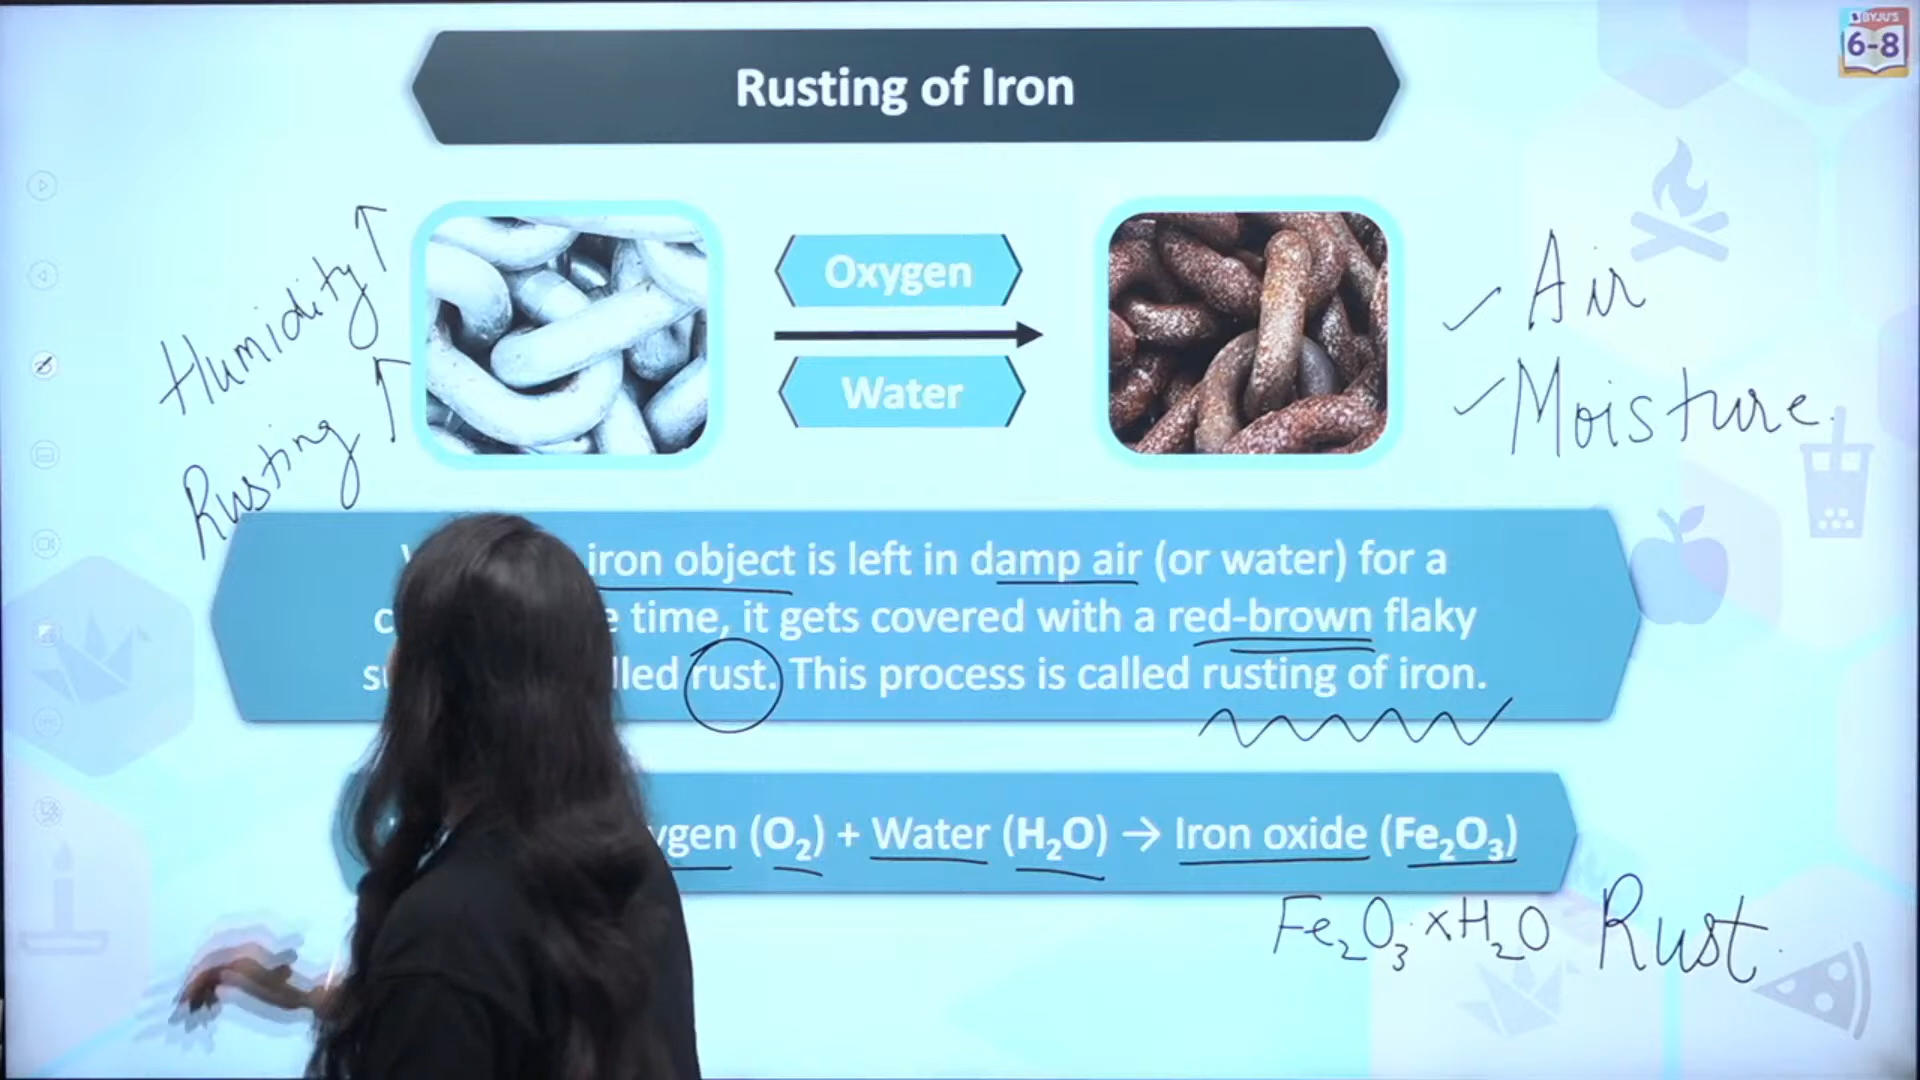 BYJU'S
6-8
Rusting of Iron
Humidity ↑
Rusting ↑
Oxygen
Water
✓ Air
✓ Moisture.
iron object is left in damp air (or water) for a
time, it gets covered with a red-brown flaky
rust. This process is called rusting of iron.
(O₂) + Water (H₂O) → Iron oxide (Fe₂O₃)
Fe₂O₃.xH₂O Rust.